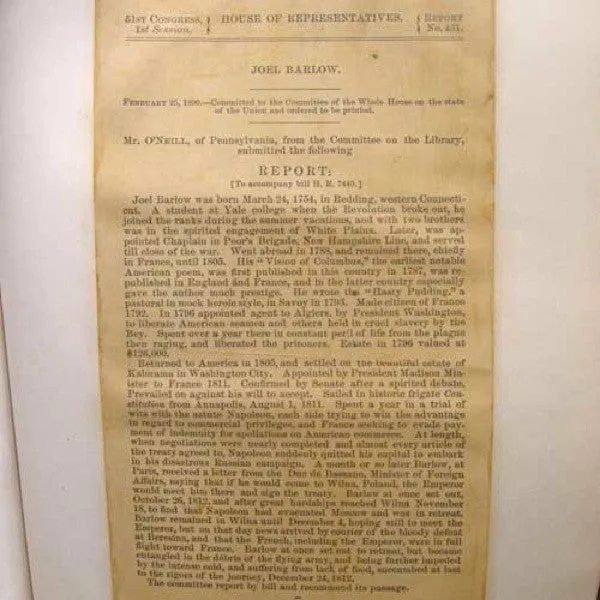 51ST CONGRESS, } HOUSE OF REPRESENTATIVES. { REPORT
1st Session. No. 451.
JOEL BARLOW.
FEBRUARY 25, 1890.—Committed to the Committee of the Whole House on the state
of the Union and ordered to be printed.
Mr. O'NEILL, of Pennsylvania, from the Committee on the Library,
submitted the following
REPORT:
[To accompany bill H. R. 7440.]
Joel Barlow was born March 24, 1754, in Redding, western Connecti-
cut. A student at Yale college when the Revolution broke out, he
joined the ranks during the summer vacations, and with two brothers
was in the spirited engagement of White Plains. Later, was ap-
pointed Chaplain in Poor's Brigade, New Hampshire Line, and served
till close of the war. Went abroad in 1788, and remained there, chiefly
in France, until 1805. His "Vision of Columbus," the earliest notable
American poem, was first published in this country in 1787, was re-
published in England and France, and in the latter country especially
gave the author much prestige. He wrote the "Hasty Pudding," a
pastoral in mock heroic style, in Savoy in 1793. Made citizen of France
1792. In 1796 appointed agent to Algiers, by President Washington,
to liberate American seamen and others held in cruel slavery by the
Bey. Spent over a year there in constant peril of life from the plague
then raging, and liberated the prisoners. Estate in 1796 valued at
$126,000.
Returned to America in 1805, and settled on the beautiful estate of
Kalorama in Washington City. Appointed by President Madison Min-
ister to France 1811. Confirmed by Senate after a spirited debate.
Prevailed on against his will to accept. Sailed in historic frigate Con-
stitution from Annapolis, August 1, 1811. Spent a year in a trial of
wits with the astute Napoleon, each side trying to win the advantage
in regard to commercial privileges, and France seeking to evade pay-
ment of indemnity for spoliations on American commerce. At length,
when negotiations were nearly completed and almost every article of
the treaty agreed to, Napoleon suddenly quitted his capital to embark
in his disastrous Russian campaign. A month or so later Barlow, at
Paris, received a letter from the Duc de Bassano, Minister of Foreign
Affairs, saying that if he would come to Wilna, Poland, the Emperor
would meet him there and sign the treaty. Barlow at once set out,
October 26, 1812, and after great hardships reached Wilna November
18, to find that Napoleon had evacuated Moscow and was in retreat.
Barlow remained in Wilna until December 4, hoping still to meet the
Emperor, but on that day news arrived by courier of the bloody defeat
at Beresina, and that the French, including the Emperor, were in full
flight toward France. Barlow at once set out to retreat, but became
entangled in the débris of the flying army, and being further impeded
by the intense cold, and suffering from lack of food, succumbed at last
to the rigors of the journey, December 24, 1812.
The committee report by bill and recommend its passage.